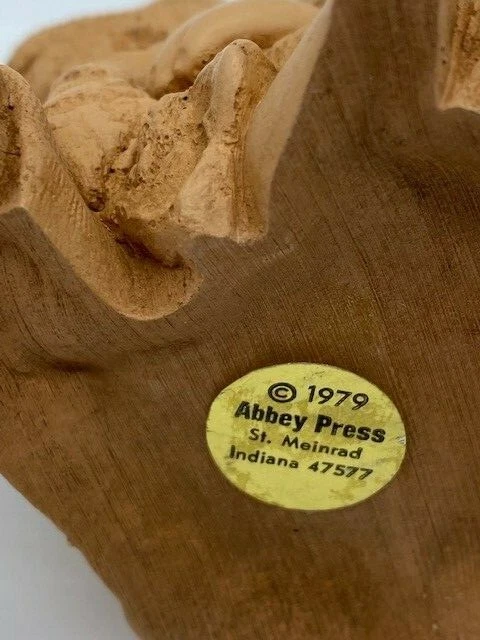 © 1979
Abbey Press
St. Meinrad
Indiana 47577